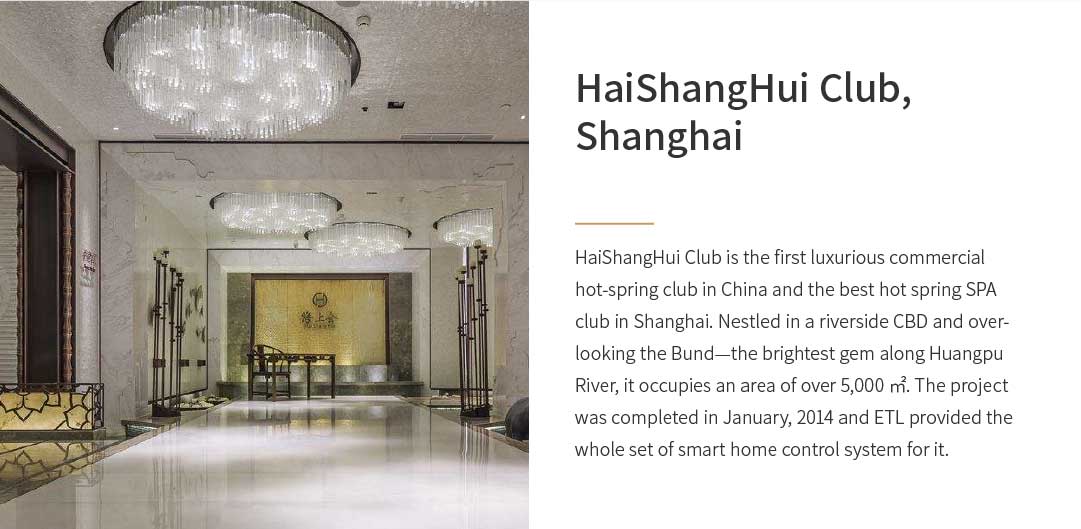 HaiShangHui Club,
Shanghai
HaiShangHui Club is the first luxurious commercial
hot-spring club in China and the best hot spring SPA
club in Shanghai. Nestled in a riverside CBD and over-
looking the Bund—the brightest gem along Huangpu
River, it occupies an area of over 5,000 ㎡. The project
was completed in January, 2014 and ETL provided the
whole set of smart home control system for it.